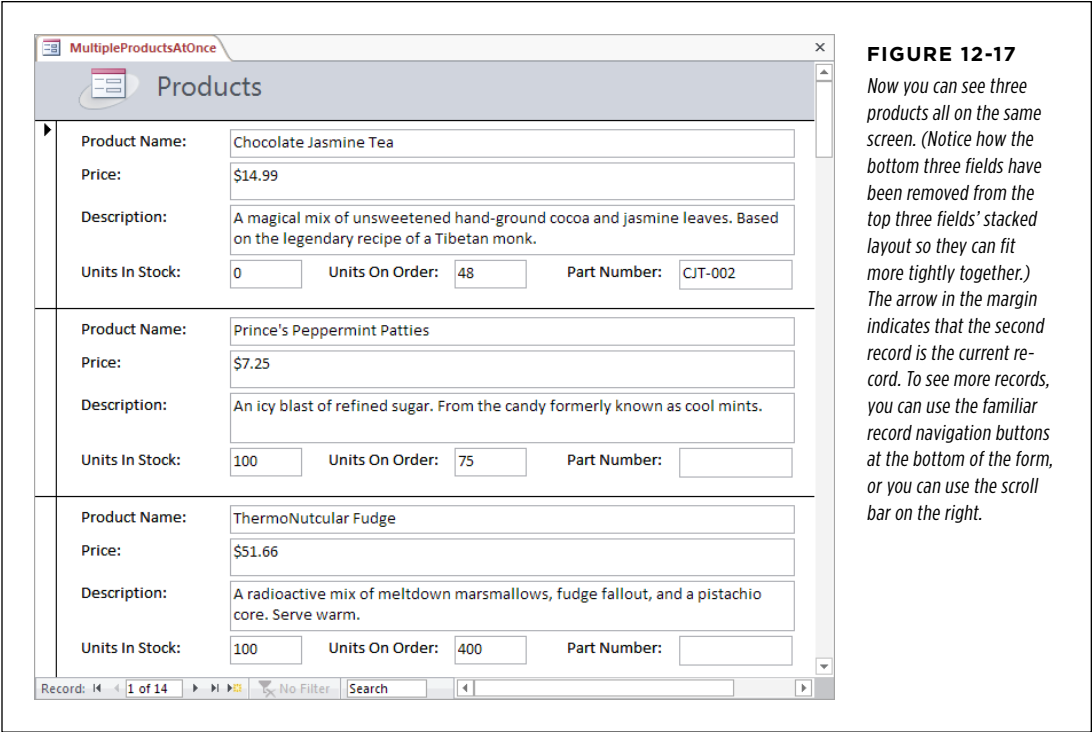 MultipleProductsAtOnce
Products
Product Name: Chocolate Jasmine Tea
Price: $14.99
Description: A magical mix of unsweetened hand-ground cocoa and jasmine leaves. Based
on the legendary recipe of a Tibetan monk.
Units In Stock: 0 Units On Order: 48 Part Number: CJT-002
Product Name: Prince's Peppermint Patties
Price: $7.25
Description: An icy blast of refined sugar. From the candy formerly known as cool mints.
Units In Stock: 100 Units On Order: 75 Part Number:
Product Name: ThermoNutcular Fudge
Price: $51.66
Description: A radioactive mix of meltdown marsmallows, fudge fallout, and a pistachio
core. Serve warm.
Units In Stock: 100 Units On Order: 400 Part Number:
Record: 1 of 14 No Filter Search
FIGURE 12-17
Now you can see three
products all on the same
screen. (Notice how the
bottom three fields have
been removed from the
top three fields' stacked
layout so they can fit
more tightly together.)
The arrow in the margin
indicates that the second
record is the current re-
cord. To see more records,
you can use the familiar
record navigation buttons
at the bottom of the form,
or you can use the scroll
bar on the right.